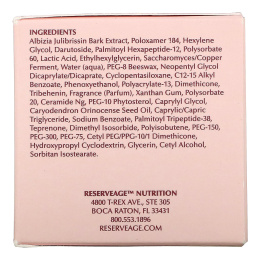 INGREDIENTS
Albizia Julibrissin Bark Extract, Poloxamer 184, Hexylene
Glycol, Darutoside, Palmitoyl Hexapeptide-12, Polysorbate
60, Lactic Acid, Ethylhexylglycerin, Saccharomyces/Copper
Ferment, Water (aqua), PEG-8 Beeswax, Neopentyl Glycol
Dicaprylate/Dicaprate, Cyclopentasiloxane, C12-15 Alkyl
Benzoate, Phenoxyethanol, Polyacrylate-13, Dimethicone,
Tribehenin, Fragrance (Parfum), Xanthan Gum, Polysorbate
20, Ceramide Ng, PEG-10 Phytosterol, Caprylyl Glycol,
Caryodendron Orinocense Seed Oil, Caprylic/Capric
Triglyceride, Sodium Benzoate, Palmitoyl Tripeptide-38,
Teprenone, Dimethyl Isosorbide, Polyisobutene, PEG-150,
PEG-300, PEG-75, Cetyl PEG/PPG-10/1 Dimethicone,
Hydroxypropyl Cyclodextrin, Glycerin, Cetyl Alcohol,
Sorbitan Isostearate.
RESERVEAGE™ NUTRITION
4800 T-REX AVE., STE 305
BOCA RATON, FL 33431
800.553.1896
RESERVEAGE.COM